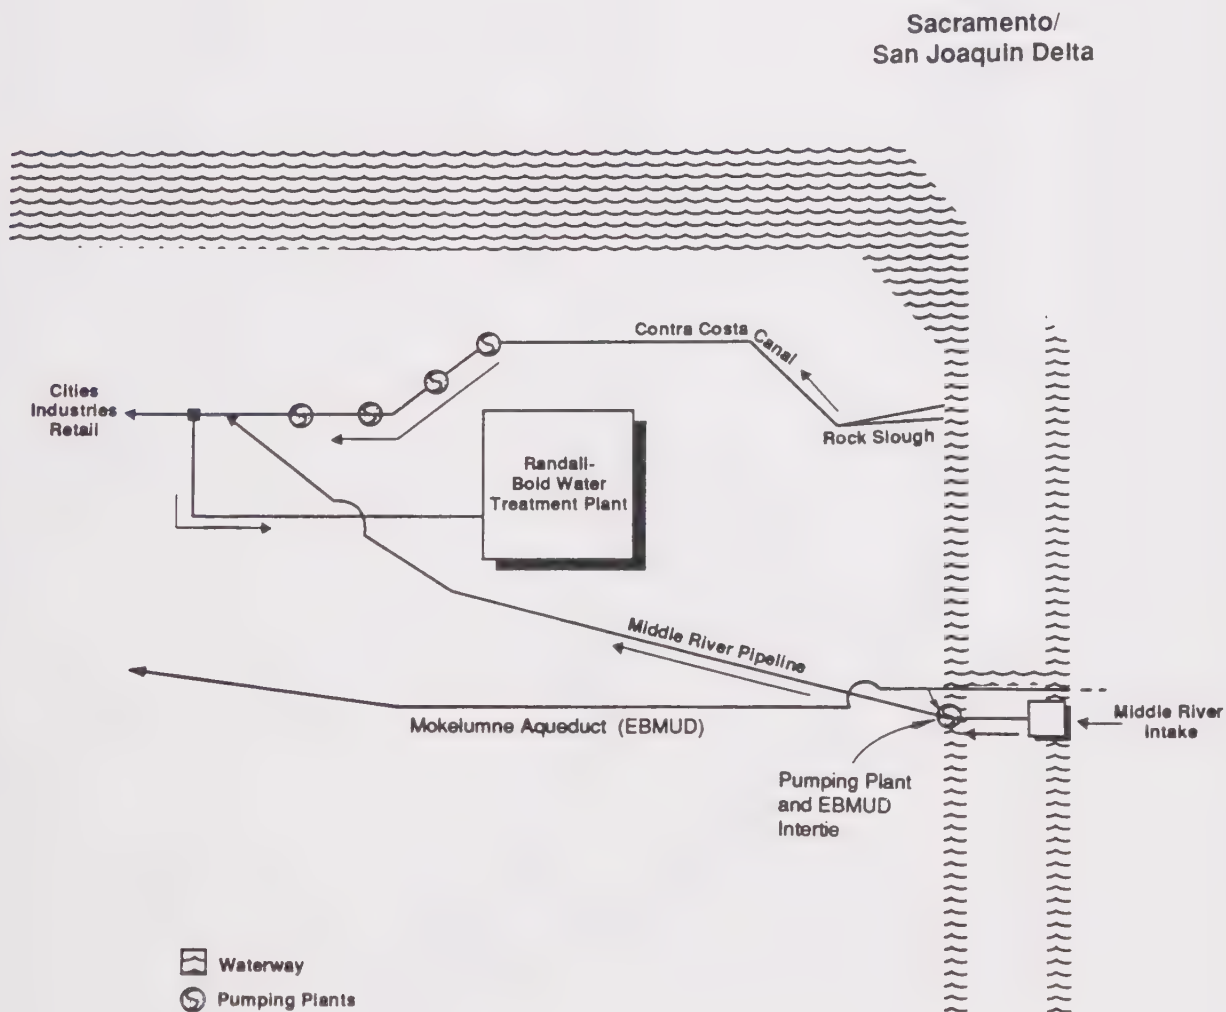 Sacramento/
San Joaquin Delta
Contra Costa Canal
Cities
Industries
Retail
Rock Slough
Randall-
Bold Water
Treatment Plant
Middle River Pipeline
Mokelumne Aqueduct (EBMUD)
Middle River
Intake
Pumping Plant
and EBMUD
Intertie
Waterway
Pumping Plants